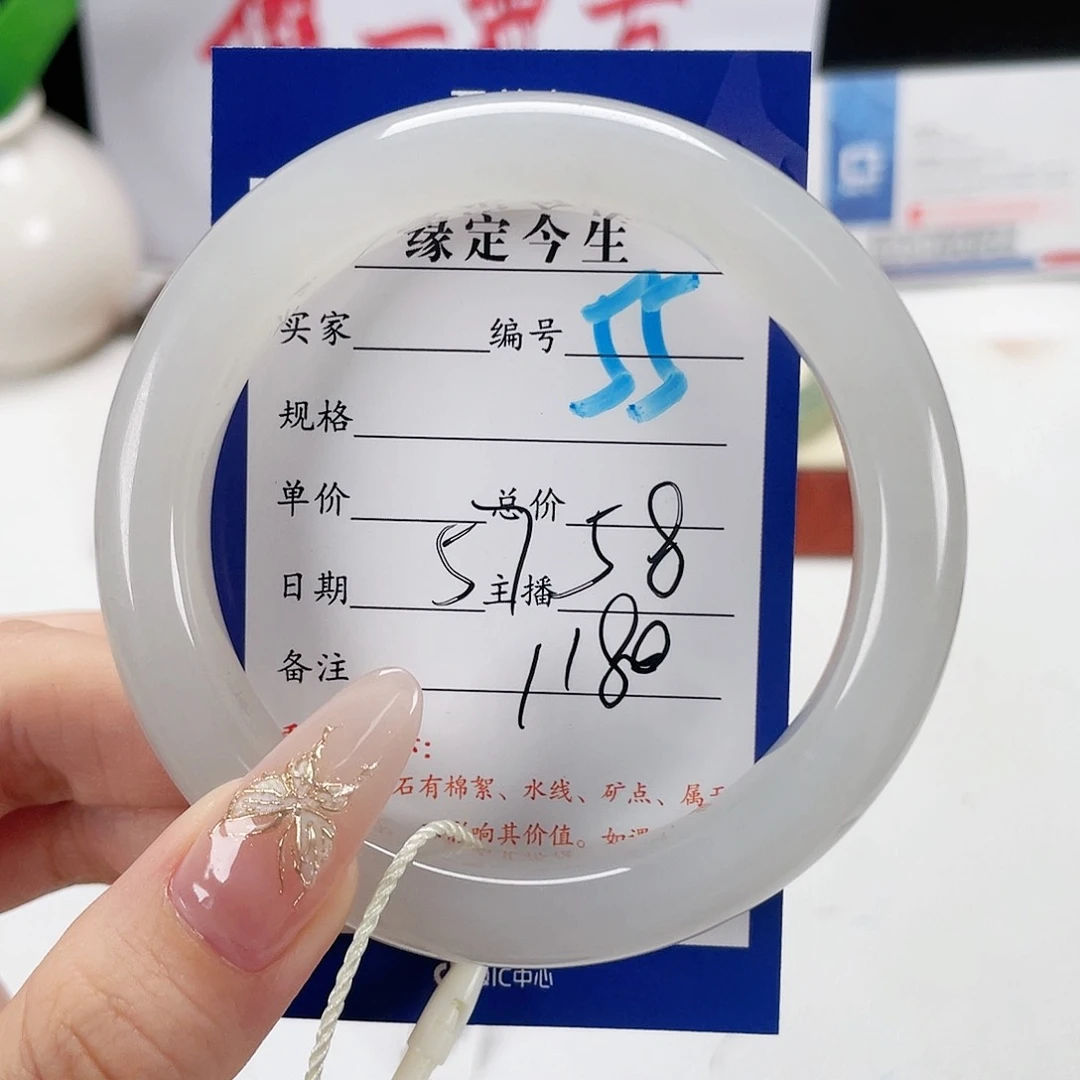 缘定今生
买家 编号 55
规格
单价 总价
57 58
日期 主播
1180
备注
石有棉絮、水线、矿点、属
影响其价值。如遇
IC中心